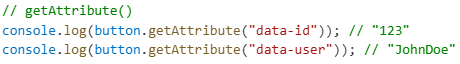 // getAttribute()
console.log(button.getAttribute("data-id")); // "123"
console.log(button.getAttribute("data-user")); // "JohnDoe"